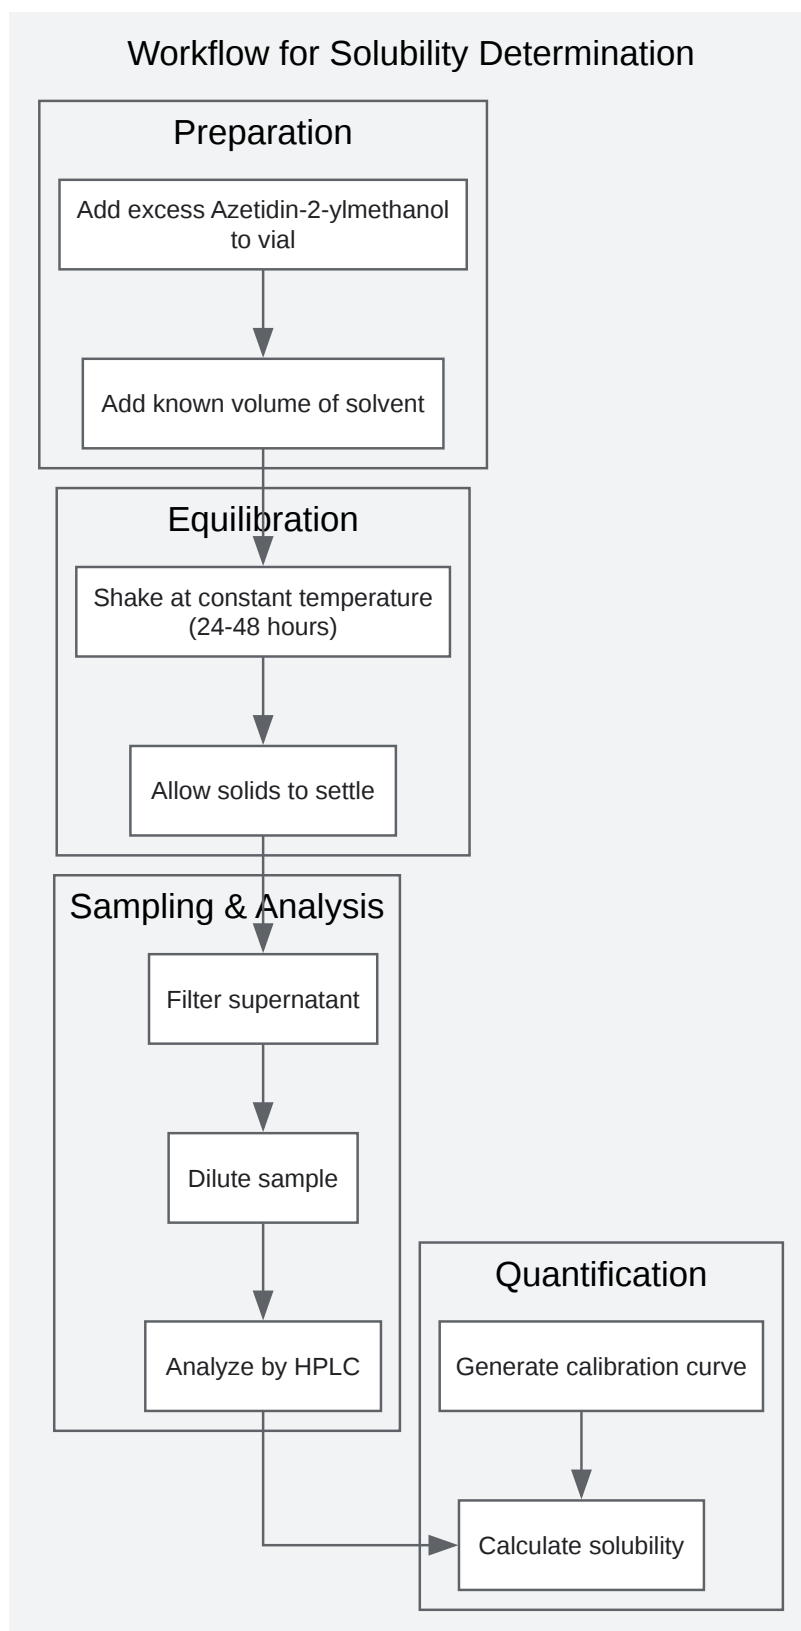 Workflow for Solubility Determination
Preparation
Add excess Azetidin-2-ylmethanol
to vial
Add known volume of solvent
Equilibration
Shake at constant temperature
(24-48 hours)
Allow solids to settle
Sampling & Analysis
Filter supernatant
Dilute sample
Analyze by HPLC
Quantification
Generate calibration curve
Calculate solubility